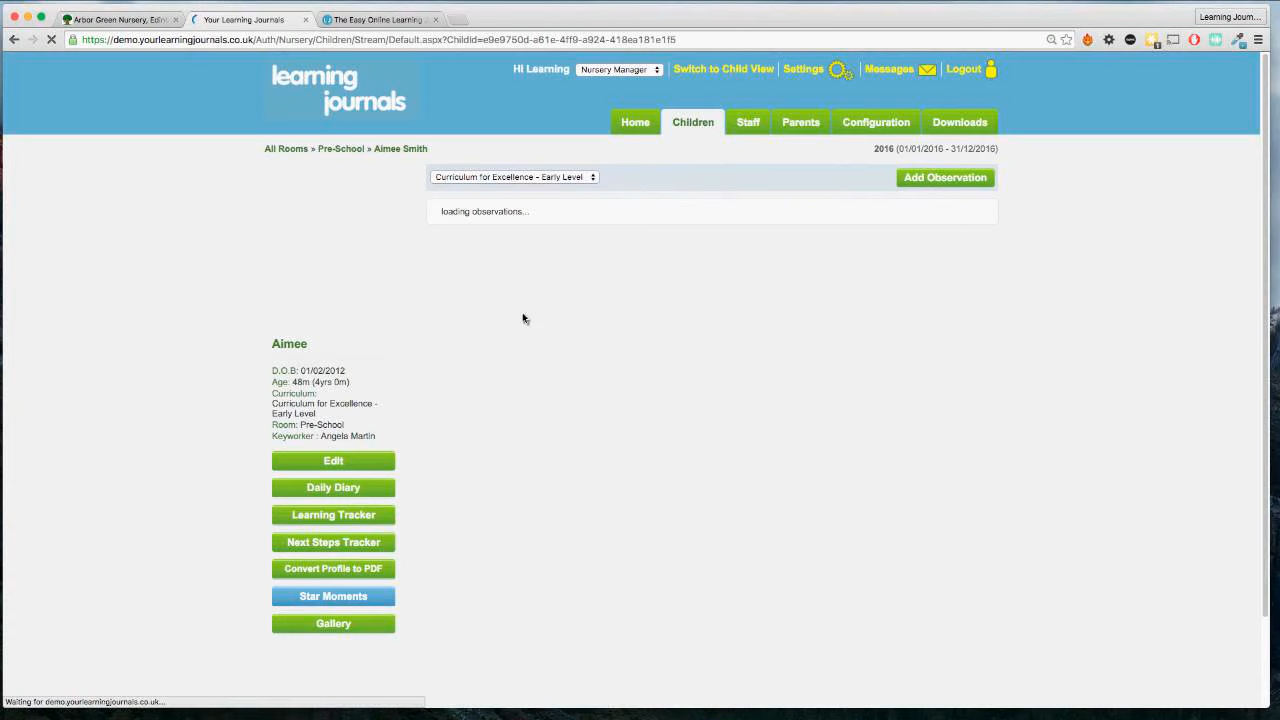 Arbor Green Nursery, Edin
Your Learning Journals
The Easy Online Learning J
Learning Journ...
https://demo.yourlearningjournals.co.uk/Auth/Nursery/Children/Stream/Default.aspx?ChildId=e9e9750d-a61e-4ff9-a924-418ea181e1f5
learning journals
Hi Learning Nursery Manager Switch to Child View Settings Messages Logout
Home Children Staff Parents Configuration Downloads
All Rooms » Pre-School » Aimee Smith
2016 (01/01/2016 - 31/12/2016)
Curriculum for Excellence - Early Level
Add Observation
loading observations...
Aimee
D.O.B: 01/02/2012
Age: 48m (4yrs 0m)
Curriculum:
Curriculum for Excellence -
Early Level
Room: Pre-School
Keyworker : Angela Martin
Edit
Daily Diary
Learning Tracker
Next Steps Tracker
Convert Profile to PDF
Star Moments
Gallery
Waiting for demo.yourlearningjournals.co.uk...